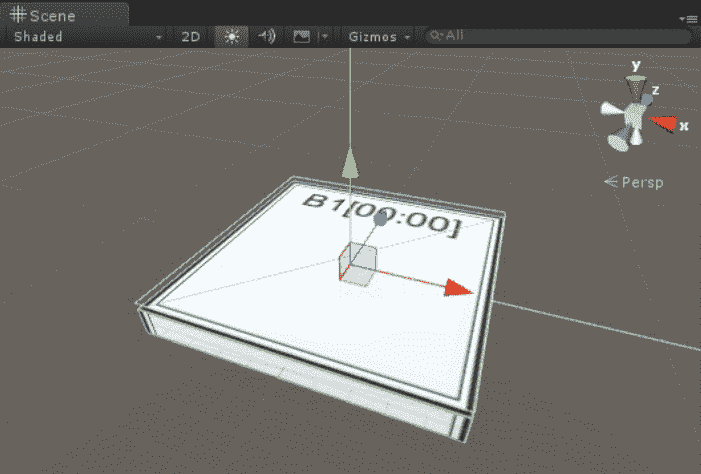 Scene
Shaded 2D Gizmos All
y
z
x
Persp
B1[00:00]